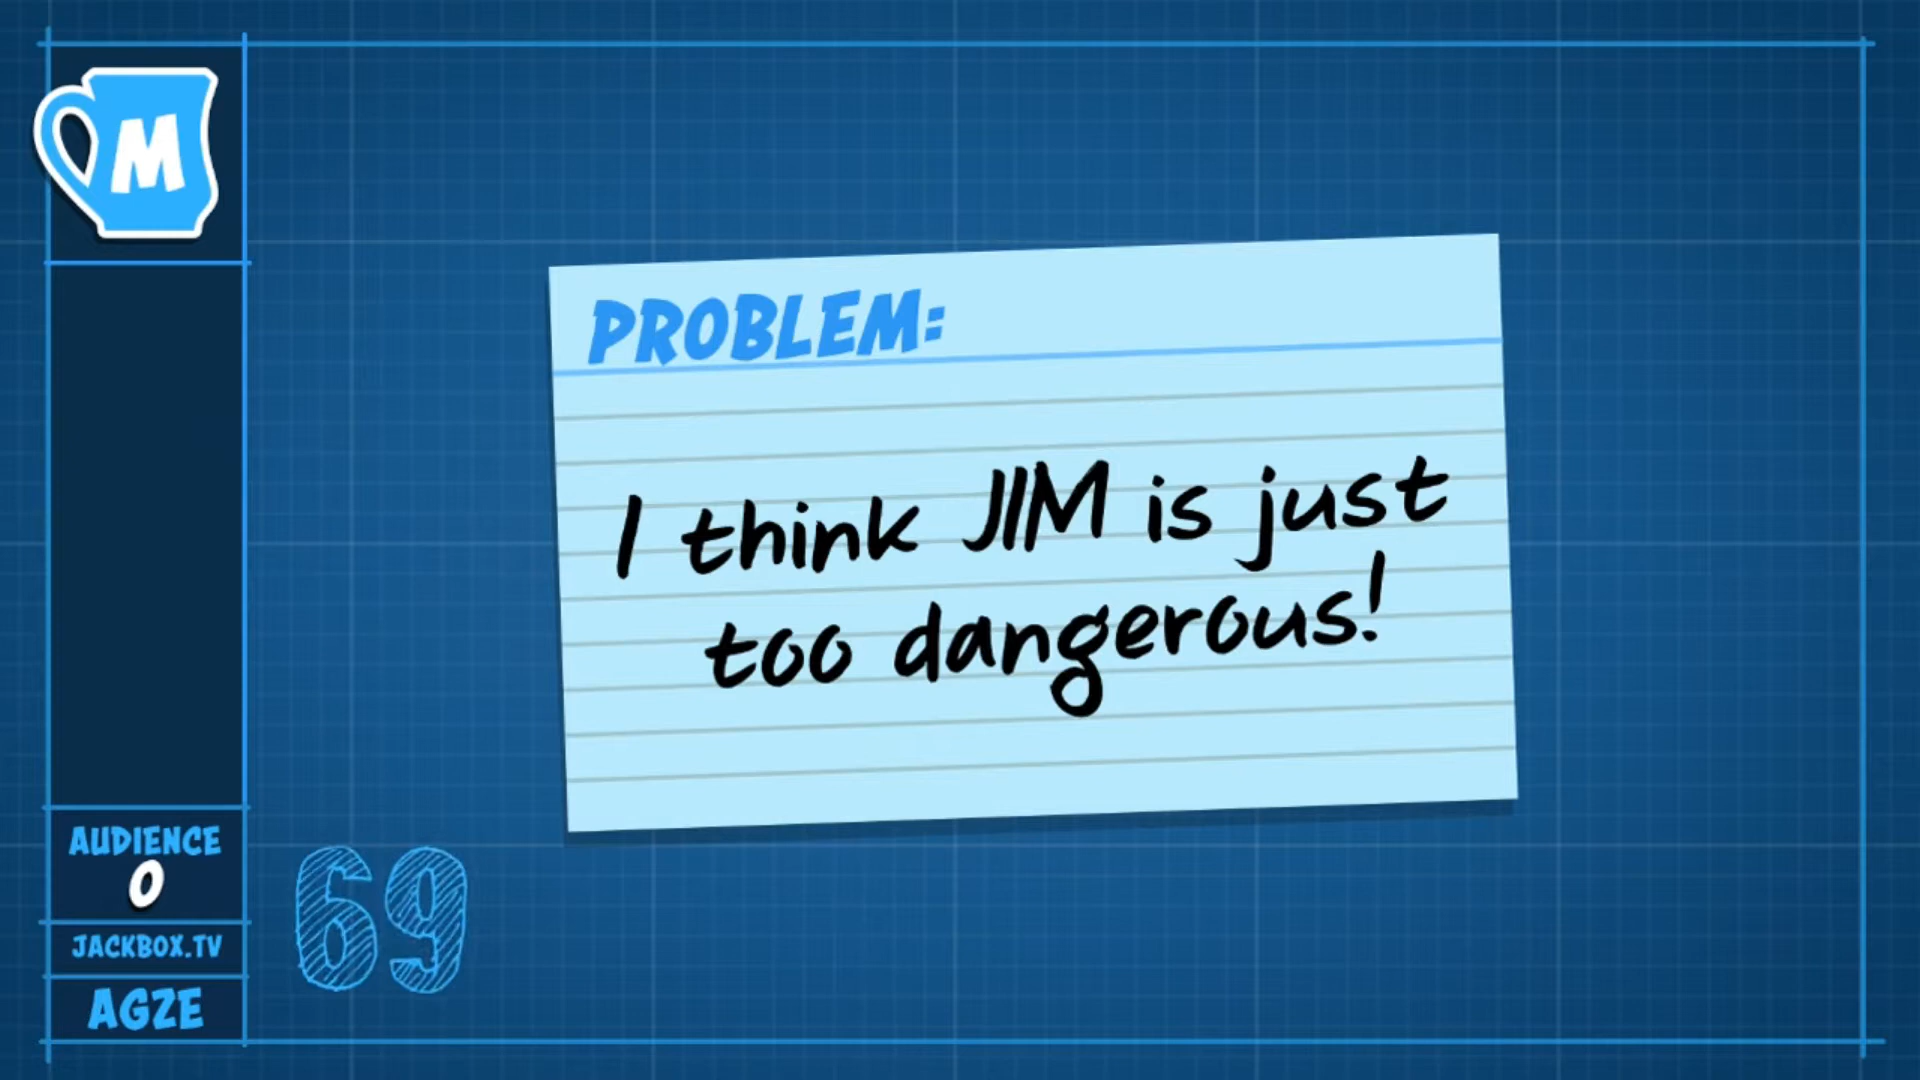 M
PROBLEM:
I think JIM is just
too dangerous!
AUDIENCE
0
69
JACKBOX.TV
AGZE